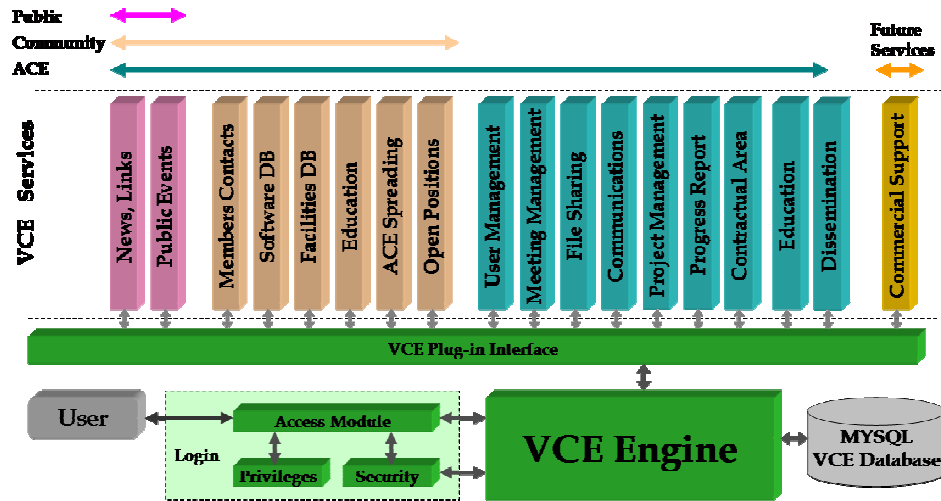 Public
Community
ACE
Future
Services
VCE Services
News, Links
Public Events
Members Contacts
Software DB
Facilities DB
Education
ACE Spreading
Open Positions
User Management
Meeting Management
File Sharing
Communications
Project Management
Progress Report
Contractual Area
Education
Dissemination
Commercial Support
VCE Plug-in Interface
User
Login
Access Module
Privileges
Security
VCE Engine
MYSQL
VCE Database